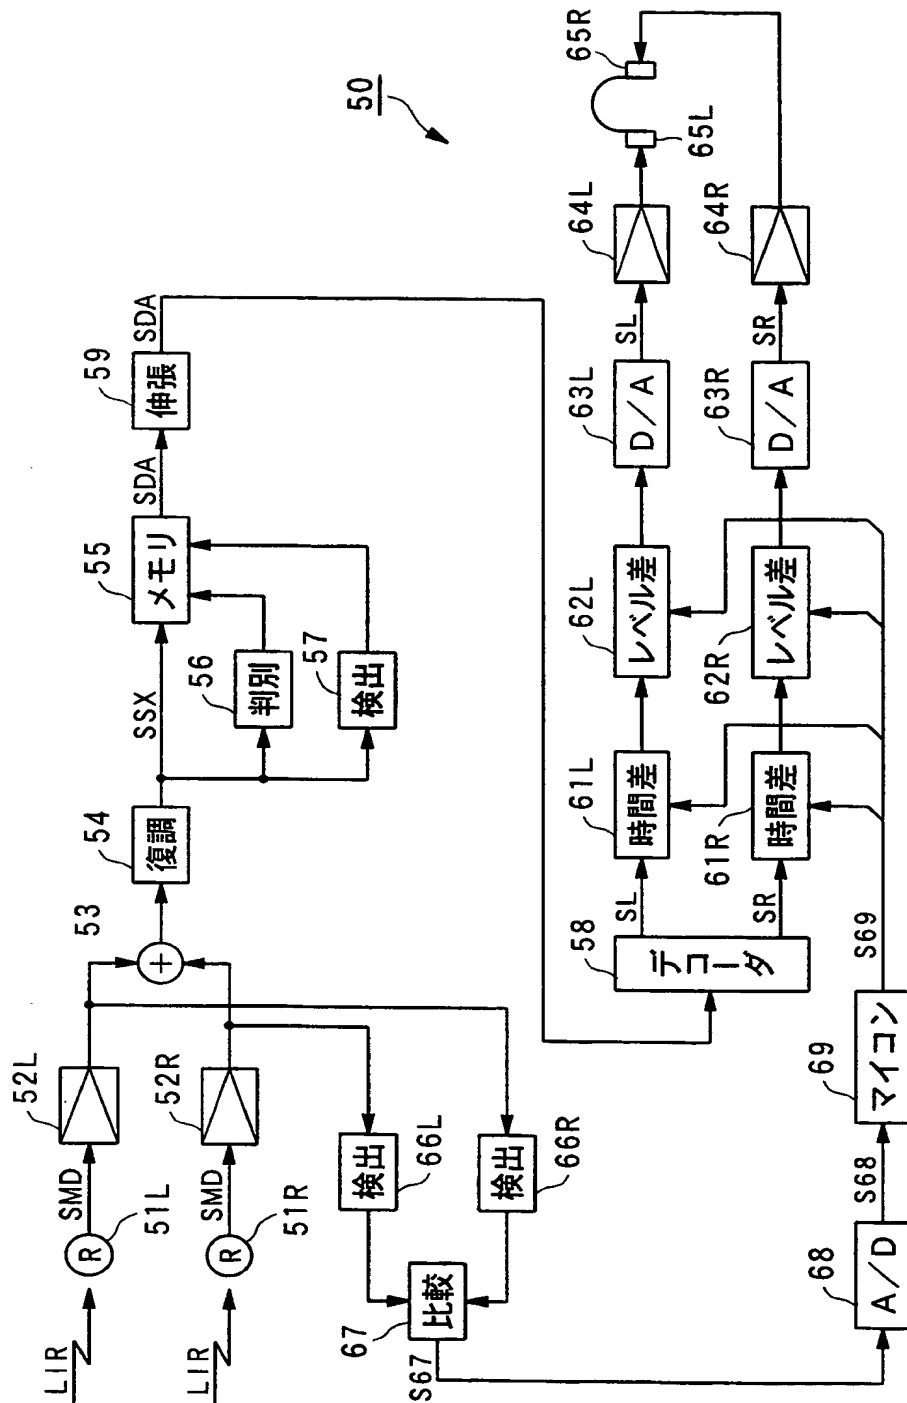 50
LIR
R
51L
SMD
52L
LIR
R
51R
SMD
52R
53
+
54
復調
SSX
56
判別
57
検出
55
メモリ
SDA
59
伸張
SDA
検出
66L
検出
66R
67
比較
S67
68
A/D
S68
69
マイコン
S69
58
デコーダ
SL
61L
時間差
62L
レベル差
63L
D/A
SL
64L
65L
SR
61R
時間差
62R
レベル差
63R
D/A
SR
64R
65R